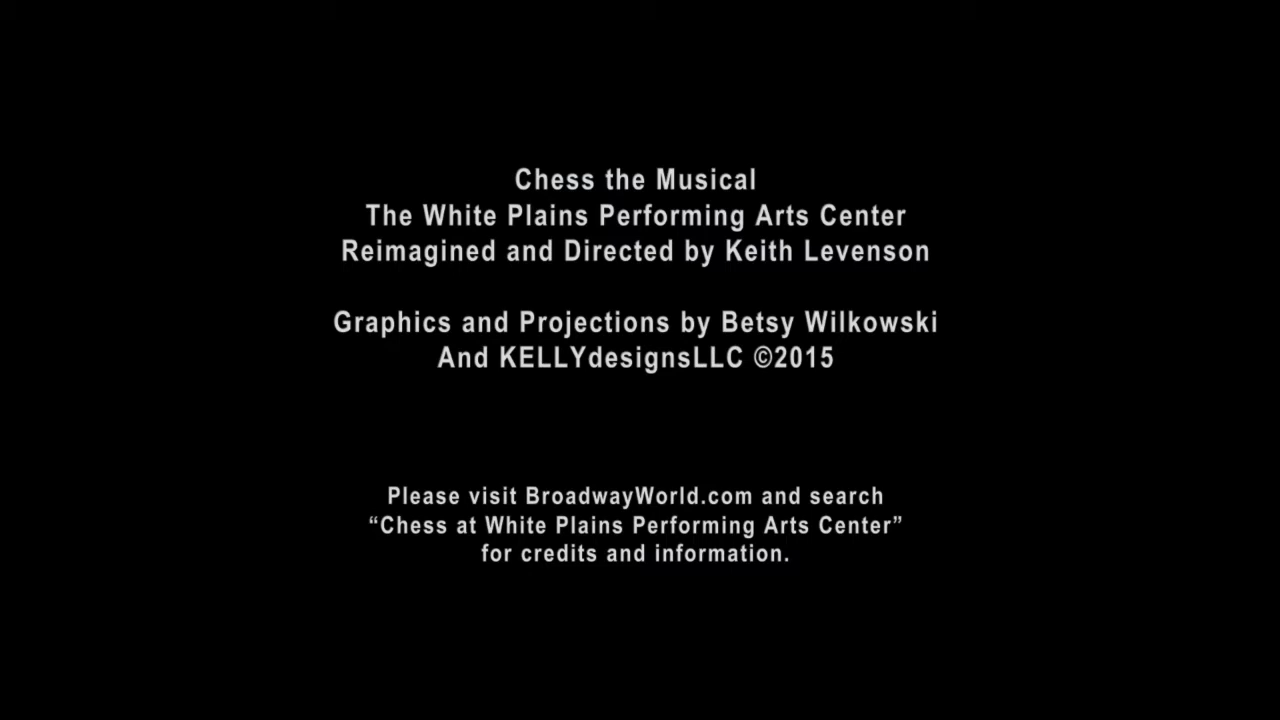 Chess the Musical
The White Plains Performing Arts Center
Reimagined and Directed by Keith Levenson
Graphics and Projections by Betsy Wilkowski
And KELLYdesignsLLC ©2015
Please visit BroadwayWorld.com and search
“Chess at White Plains Performing Arts Center”
for credits and information.